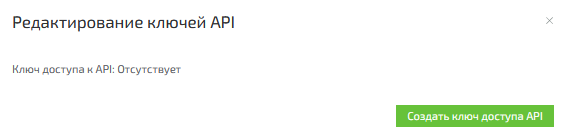 Редактирование ключей API
Ключ доступа к API: Отсутствует
Создать ключ доступа API